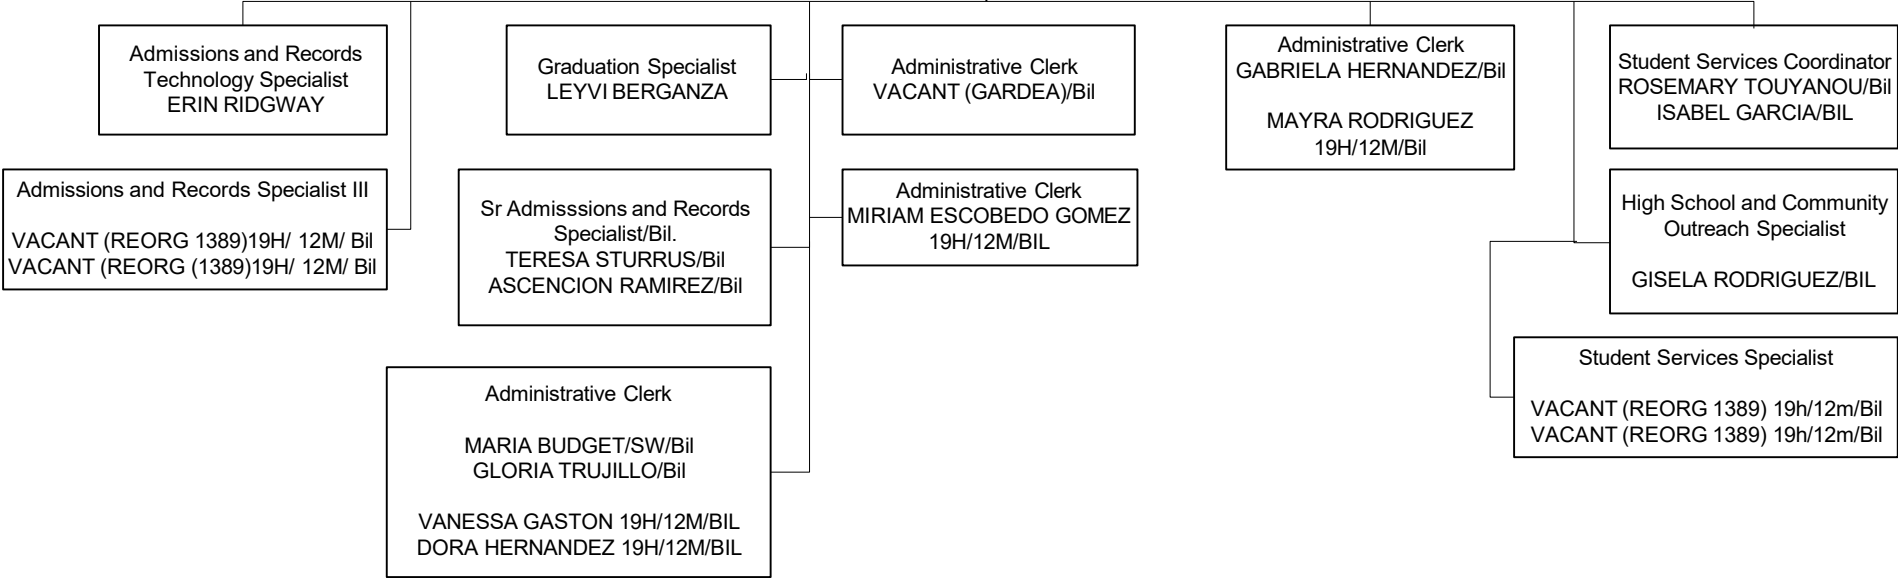 Admissions and Records
Technology Specialist
ERIN RIDGWAY
Graduation Specialist
LEYVI BERGANZA
Administrative Clerk
VACANT (GARDEA)/Bil
Administrative Clerk
GABRIELA HERNANDEZ/Bil
MAYRA RODRIGUEZ
19H/12M/Bil
Student Services Coordinator
ROSEMARY TOUYANOU/Bil
ISABEL GARCIA/BIL
Admissions and Records Specialist III
VACANT (REORG 1389)19H/ 12M/ Bil
VACANT (REORG (1389)19H/ 12M/ Bil
Sr Admisssions and Records
Specialist/Bil.
TERESA STURRUS/Bil
ASCENCION RAMIREZ/Bil
Administrative Clerk
MIRIAM ESCOBEDO GOMEZ
19H/12M/BIL
High School and Community
Outreach Specialist
GISELA RODRIGUEZ/BIL
Administrative Clerk
MARIA BUDGET/SW/Bil
GLORIA TRUJILLO/Bil
VANESSA GASTON 19H/12M/BIL
DORA HERNANDEZ 19H/12M/BIL
Student Services Specialist
VACANT (REORG 1389) 19h/12m/Bil
VACANT (REORG 1389) 19h/12m/Bil